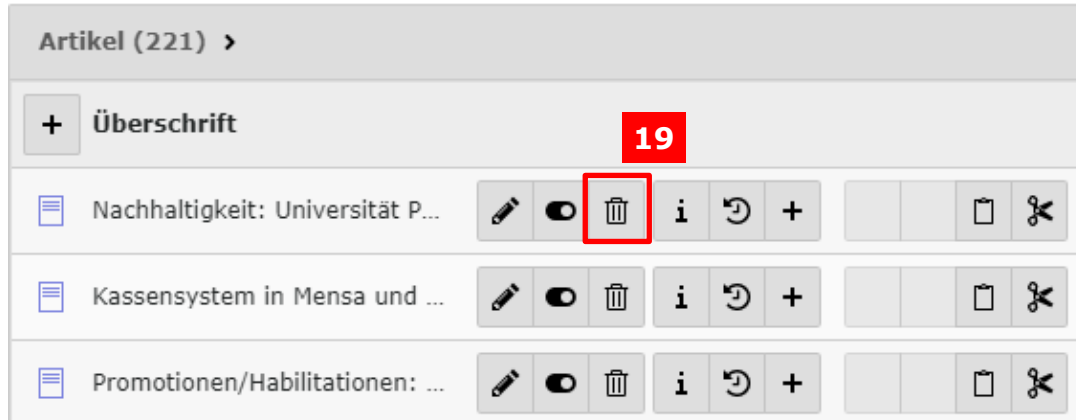 Artikel (221)
Überschrift
19
Nachhaltigkeit: Universität P...
Kassensystem in Mensa und ...
Promotionen/Habilitationen: ...